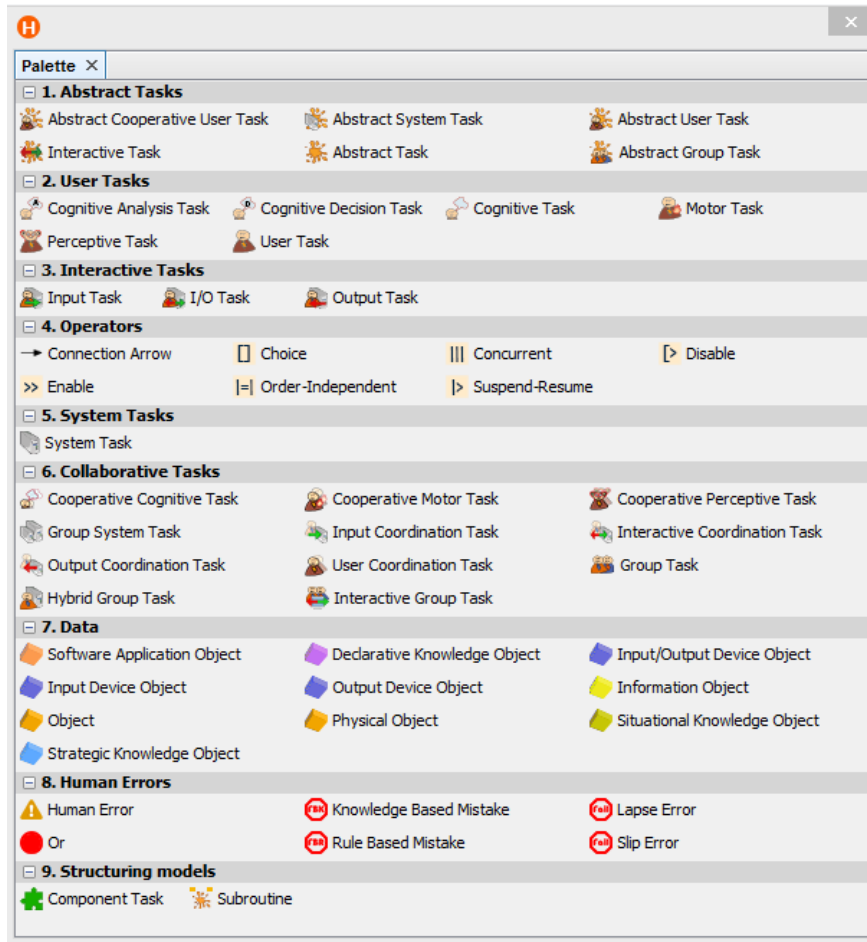 H
Palette ×
1. Abstract Tasks
Abstract Cooperative User Task Abstract System Task Abstract User Task
Interactive Task Abstract Task Abstract Group Task
2. User Tasks
Cognitive Analysis Task Cognitive Decision Task Cognitive Task Motor Task
Perceptive Task User Task
3. Interactive Tasks
Input Task I/O Task Output Task
4. Operators
Connection Arrow [] Choice ||| Concurrent [> Disable
>> Enable |=| Order-Independent |> Suspend-Resume
5. System Tasks
System Task
6. Collaborative Tasks
Cooperative Cognitive Task Cooperative Motor Task Cooperative Perceptive Task
Group System Task Input Coordination Task Interactive Coordination Task
Output Coordination Task User Coordination Task Group Task
Hybrid Group Task Interactive Group Task
7. Data
Software Application Object Declarative Knowledge Object Input/Output Device Object
Input Device Object Output Device Object Information Object
Object Physical Object Situational Knowledge Object
Strategic Knowledge Object
8. Human Errors
Human Error Knowledge Based Mistake Lapse Error
Or Rule Based Mistake Slip Error
9. Structuring models
Component Task Subroutine